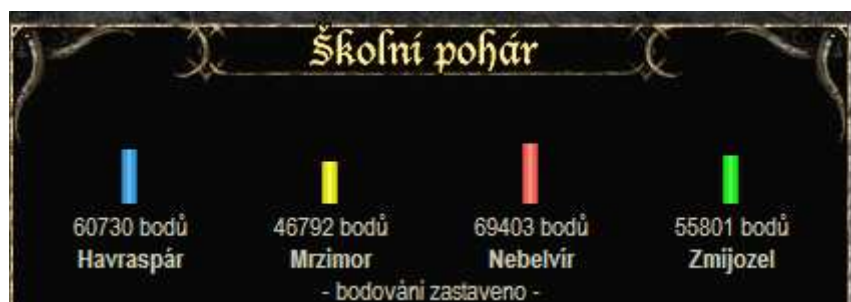 Školní pohár
60730 bodů 46792 bodů 69403 bodů 55801 bodů
Havraspár Mrzimor Nebelvír Zmijozel
- bodování zastaveno -